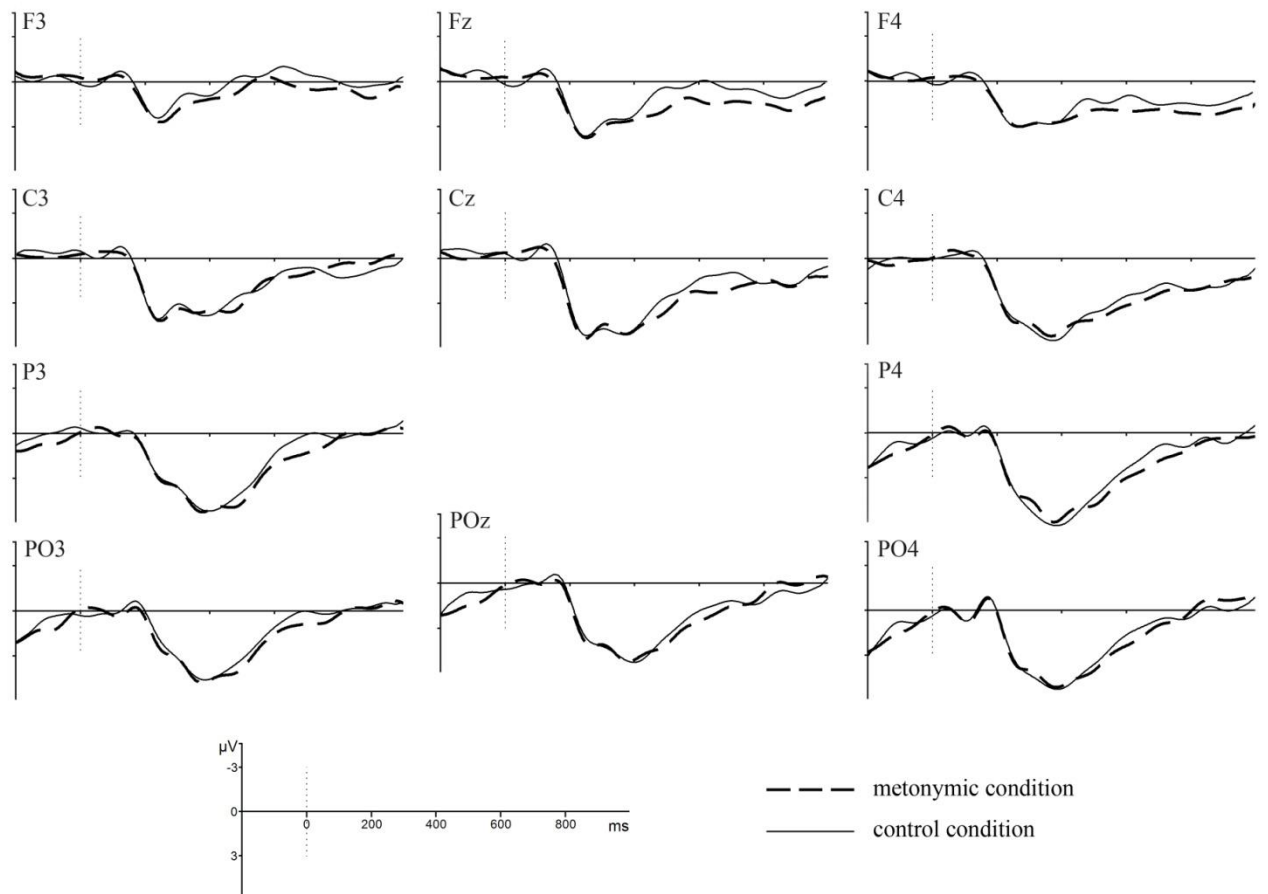 F3
Fz
F4
C3
Cz
C4
P3
P4
PO3
POz
PO4
µV
-3
0
3
0 200 400 600 800 ms
metonymic condition
control condition